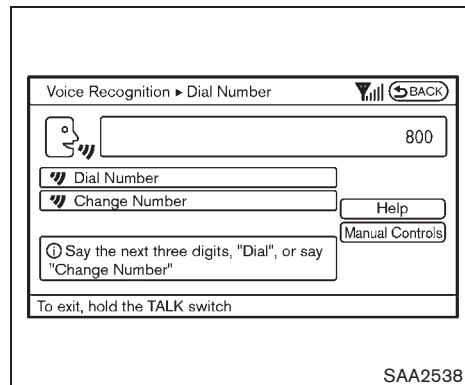 Voice Recognition ▸ Dial Number
BACK
800
Dial Number
Change Number
Help
Manual Controls
Say the next three digits, "Dial", or say
"Change Number"
To exit, hold the TALK switch
SAA2538